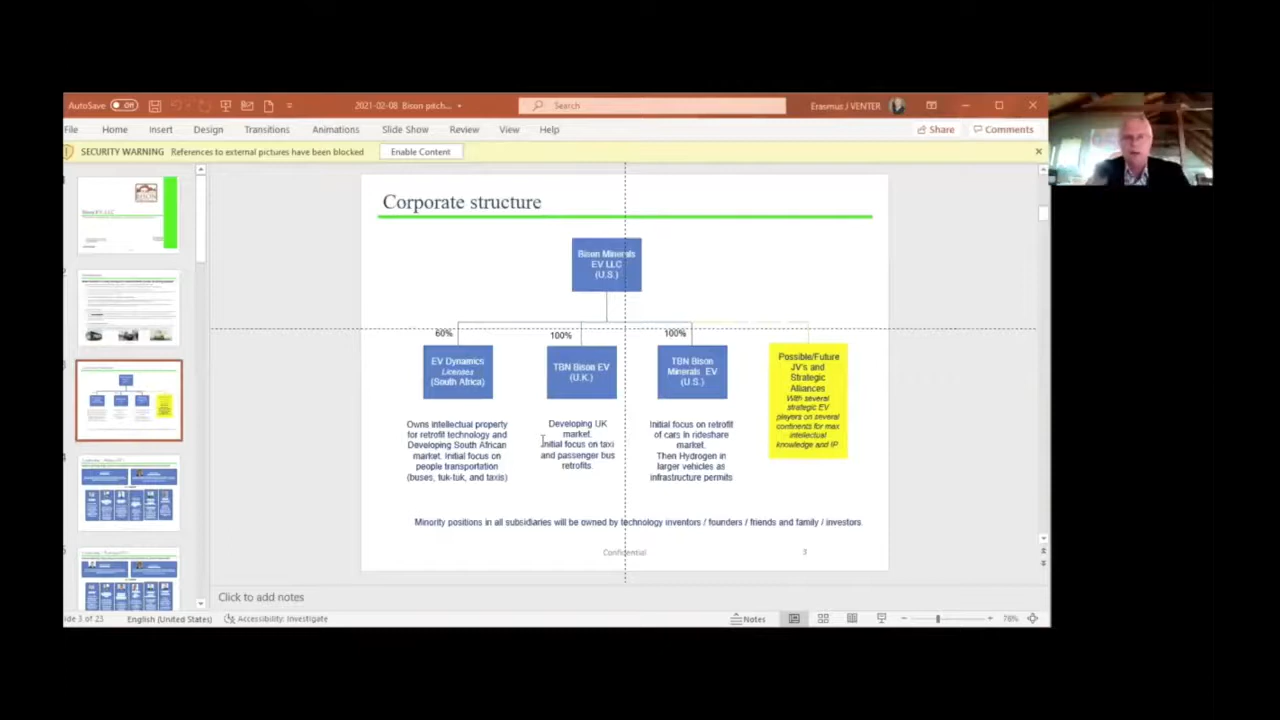 AutoSave On
2021-02-08 Bison pitch...
Search
Erasmus J VENTER
File Home Insert Design Transitions Animations Slide Show Review View Help
Share Comments
SECURITY WARNING References to external pictures have been blocked Enable Content
Corporate structure
Bison Minerals
EV LLC
(U.S.)
60%
100%
100%
EV Dynamics
Licenses
(South Africa)
TBN Bison EV
(U.K.)
TBN Bison
Minerals EV
(U.S.)
Possible/Future
JV's and
Strategic
Alliances
With several
strategic EV
players on several
continents for max
intellectual
knowledge and IP
Owns intellectual property
for retrofit technology and
Developing South African
market. Initial focus on
people transportation
(buses, tuk-tuk, and taxis)
Developing UK
market.
Initial focus on taxi
and passenger bus
retrofits.
Initial focus on retrofit
of cars in rideshare
market.
Then Hydrogen in
larger vehicles as
infrastructure permits
Minority positions in all subsidiaries will be owned by technology inventors / founders / friends and family / investors.
Confidential
3
Click to add notes
lide 3 of 23 English (United States) Accessibility: Investigate
Notes
78%